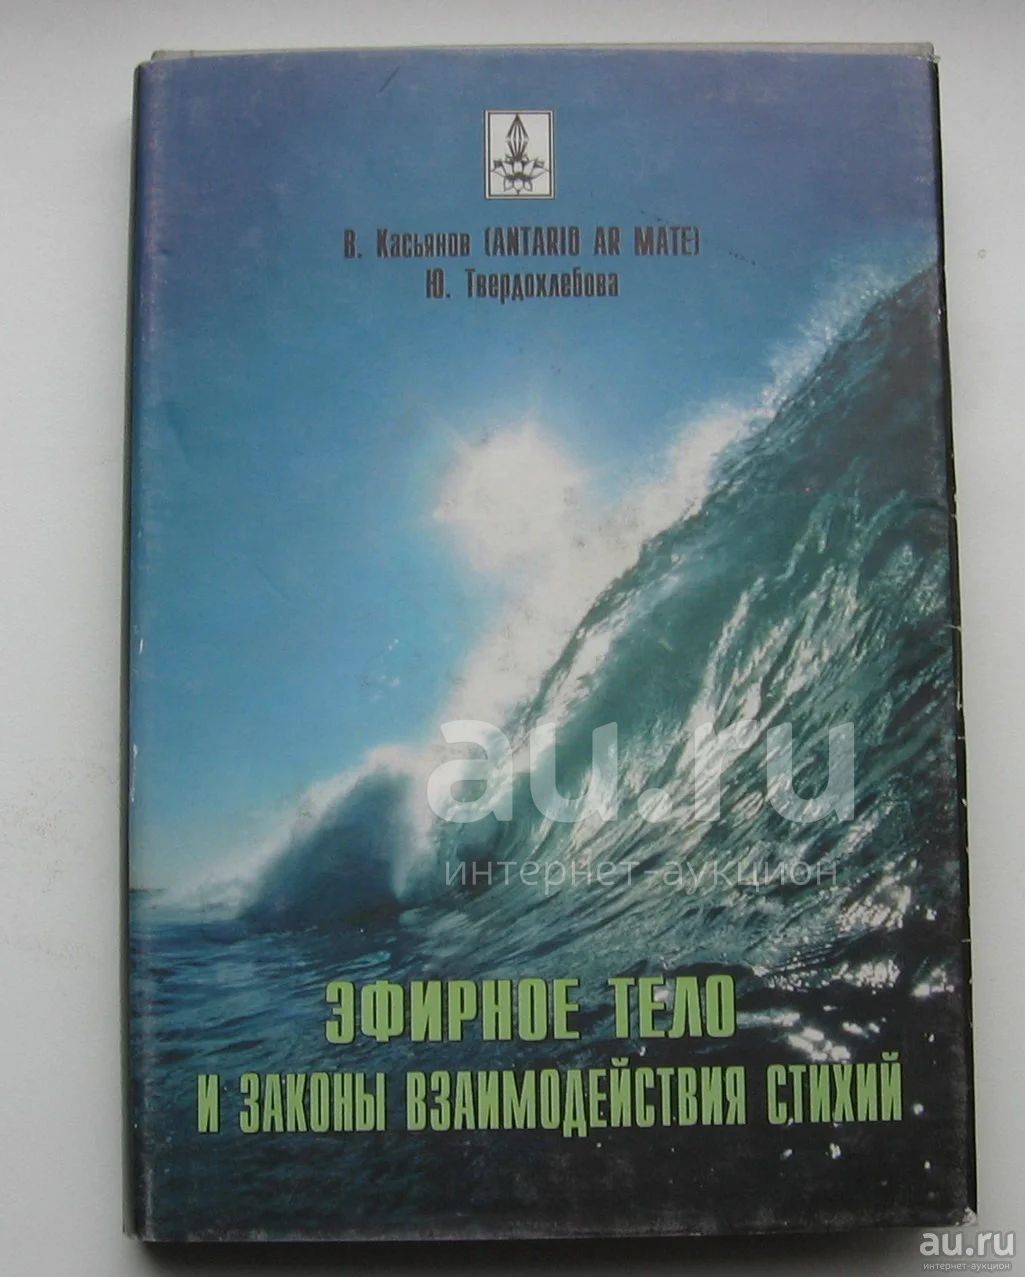 В. Касьянов (ANTARIO AR MATE)
Ю. Твердохлебова
au.ru
интернет-аукцион
ЭФИРНОЕ ТЕЛО
И ЗАКОНЫ ВЗАИМОДЕЙСТВИЯ СТИХИЙ
au.ru
интернет-аукцион